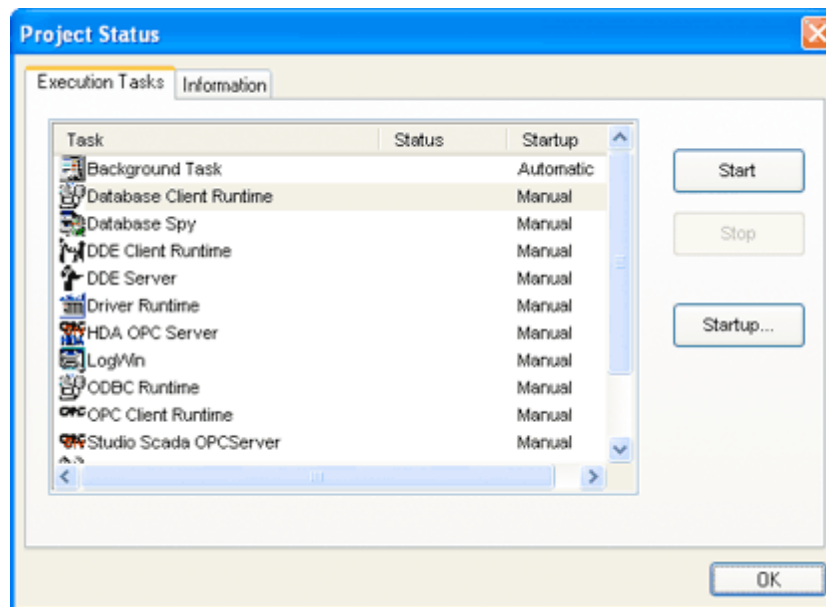 Project Status
Execution Tasks Information
Task Status Startup
Background Task Automatic
Database Client Runtime Manual
Database Spy Manual
DDE Client Runtime Manual
DDE Server Manual
Driver Runtime Manual
HDA OPC Server Manual
LogWin Manual
ODBC Runtime Manual
OPC Client Runtime Manual
Studio Scada OPCServer Manual
Start
Stop
Startup...
OK